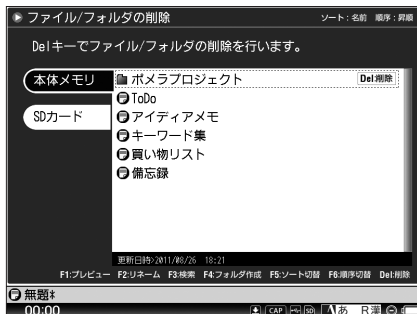 ファイル/フォルダの削除 ソート:名前 順序:昇順
Delキーでファイル/フォルダの削除を行います。
本体メモリ
SDカード
ポメラプロジェクト Del:削除
ToDo
アイディアメモ
キーワード集
買い物リスト
備忘録
更新日時>2011/08/26 18:21
F1:プレビュー F2:リネーム F3:検索 F4:フォルダ作成 F5:ソート切替 F6:順序切替 Del:削除
無題*
00:00 CAP SD あ R漢